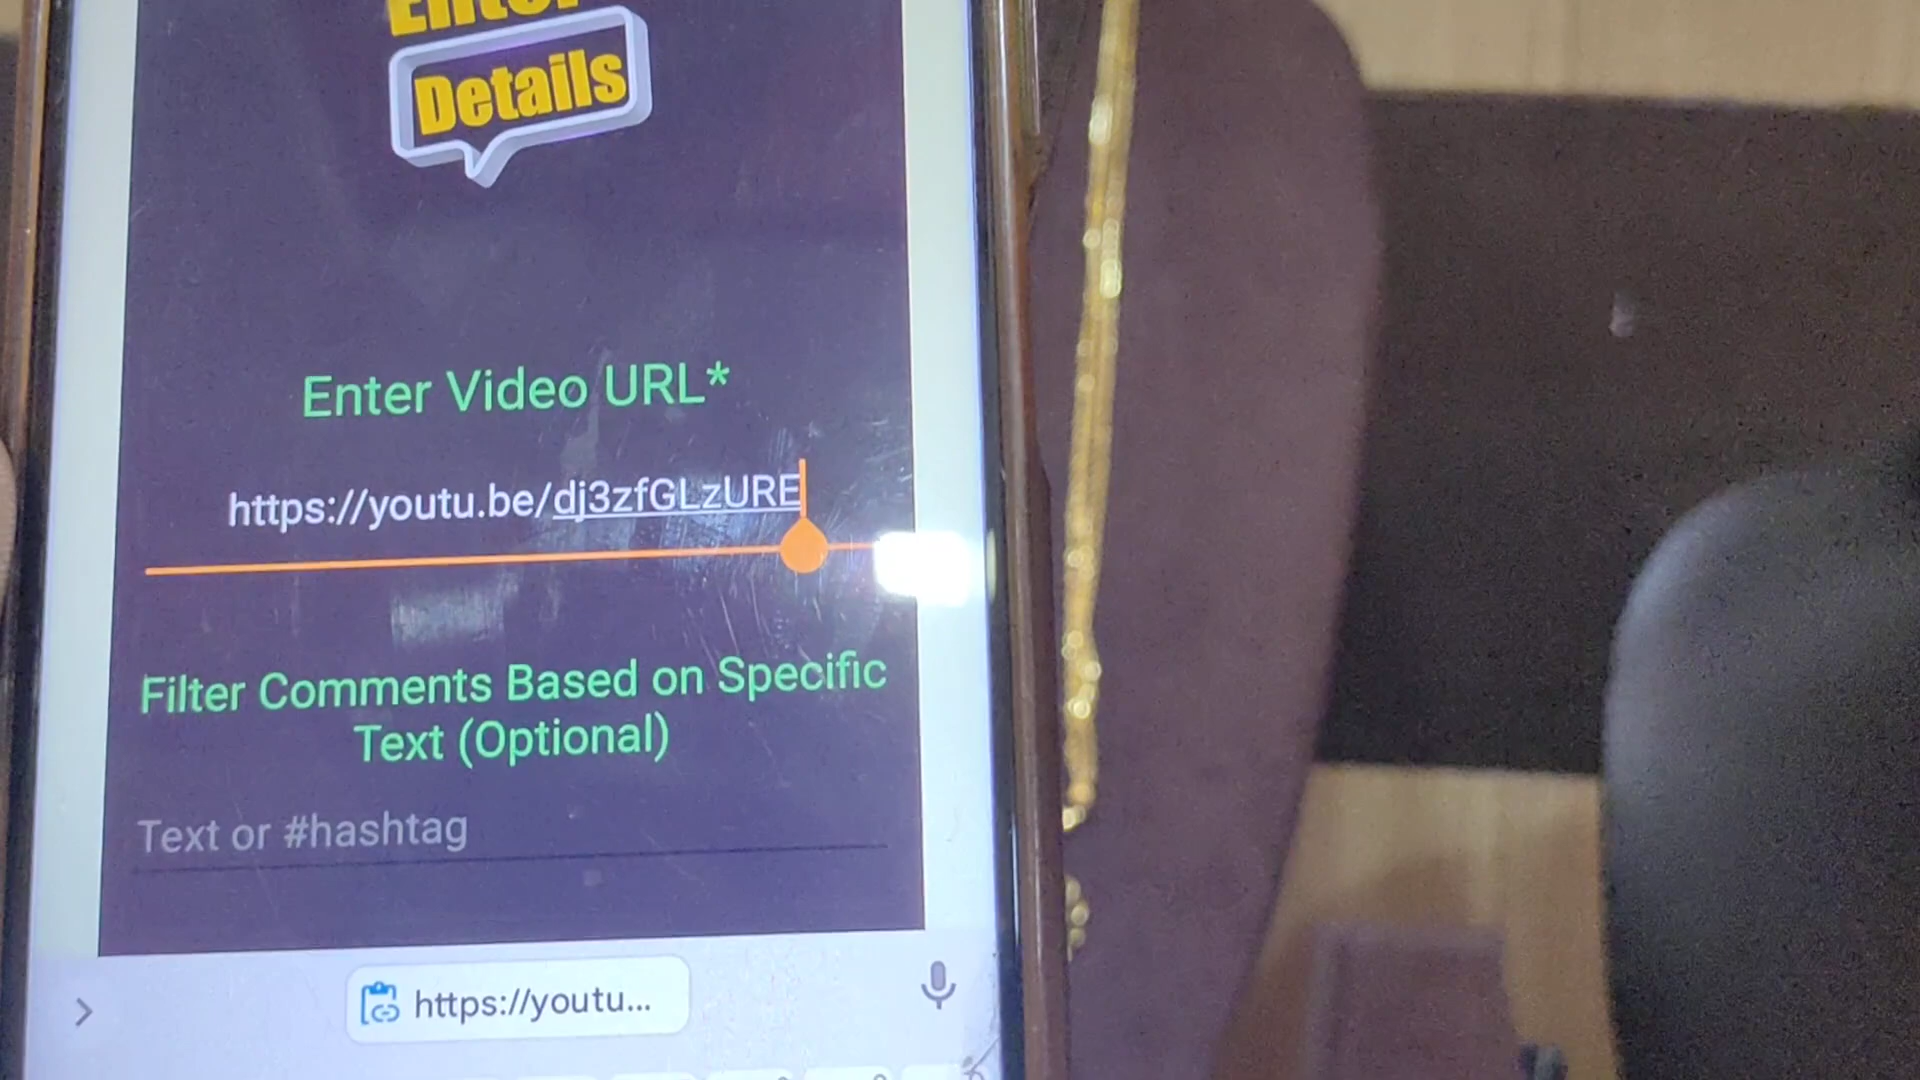 Enter
Details
Enter Video URL*
https://youtu.be/dj3zfGLzURE
Filter Comments Based on Specific
Text (Optional)
Text or #hashtag
https://youtu...